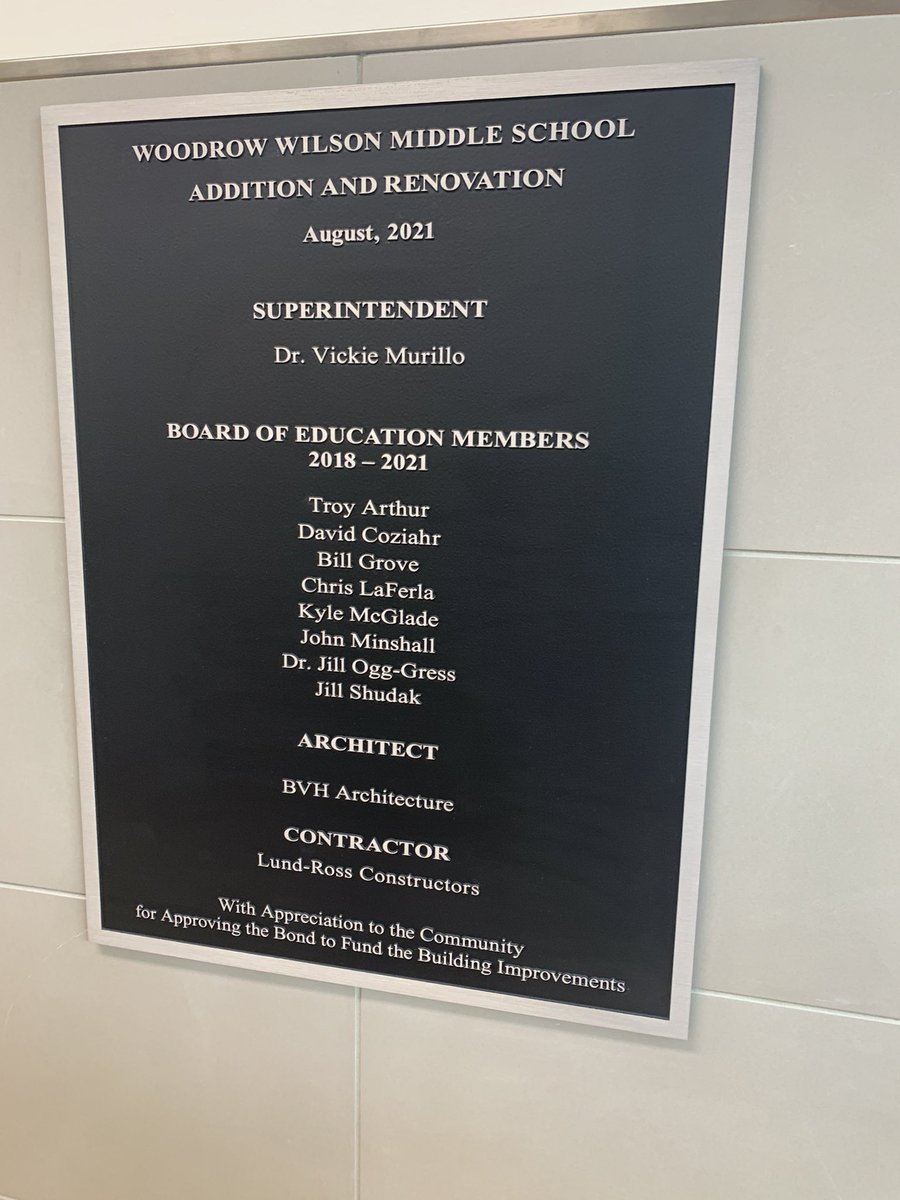 WOODROW WILSON MIDDLE SCHOOL
ADDITION AND RENOVATION
August, 2021
SUPERINTENDENT
Dr. Vickie Murillo
BOARD OF EDUCATION MEMBERS
2018 – 2021
Troy Arthur
David Coziahr
Bill Grove
Chris LaFerla
Kyle McGlade
John Minshall
Dr. Jill Ogg-Gress
Jill Shudak
ARCHITECT
BVH Architecture
CONTRACTOR
Lund-Ross Constructors
With Appreciation to the Community
for Approving the Bond to Fund the Building Improvements